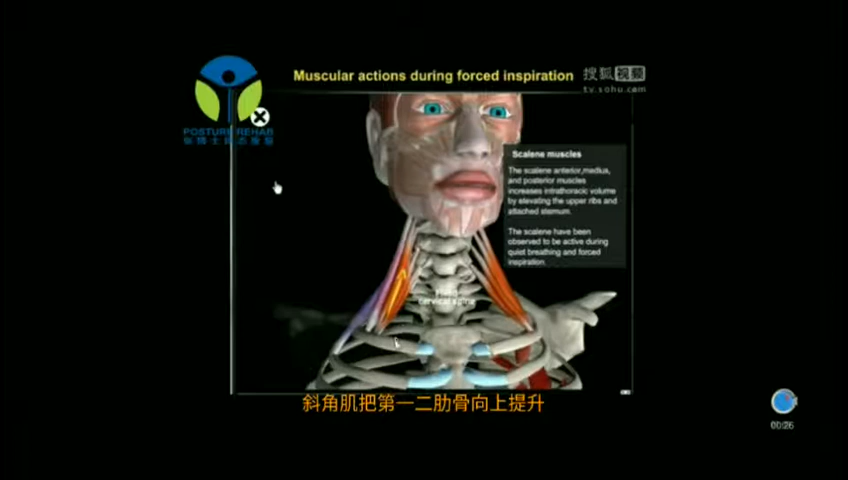 Muscular actions during forced inspiration
搜狐视频
tv.sohu.com
POSTURE REHAB
Scalene muscles
The scalene anterior,medius,
and posterior muscles
increases intrathoracic volume
by elevating the upper ribs and
attached sternum.
The scalene have been
observed to be active during
quiet breathing and forced
inspiration.
cervical spine
斜角肌把第一二肋骨向上提升
00:26